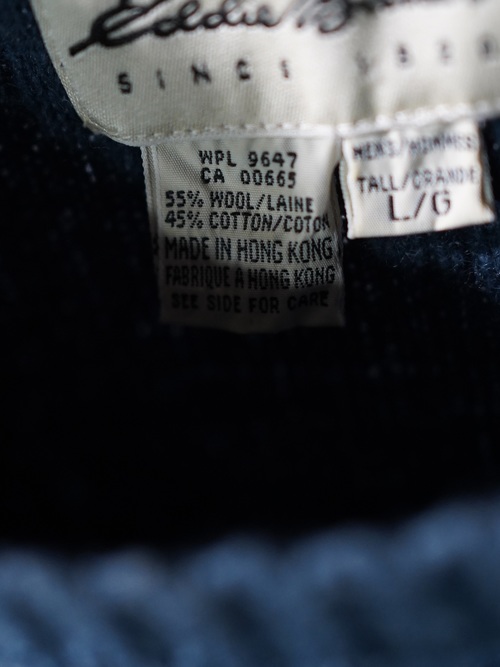 Eddie
SINCE
WPL 9647
CA 00665
55% WOOL/LAINE
45% COTTON/COTON
MADE IN HONG KONG
FABRIQUE A HONG KONG
SEE SIDE FOR CARE
MENS/HOMMES
TALL/GRANDE
L/G